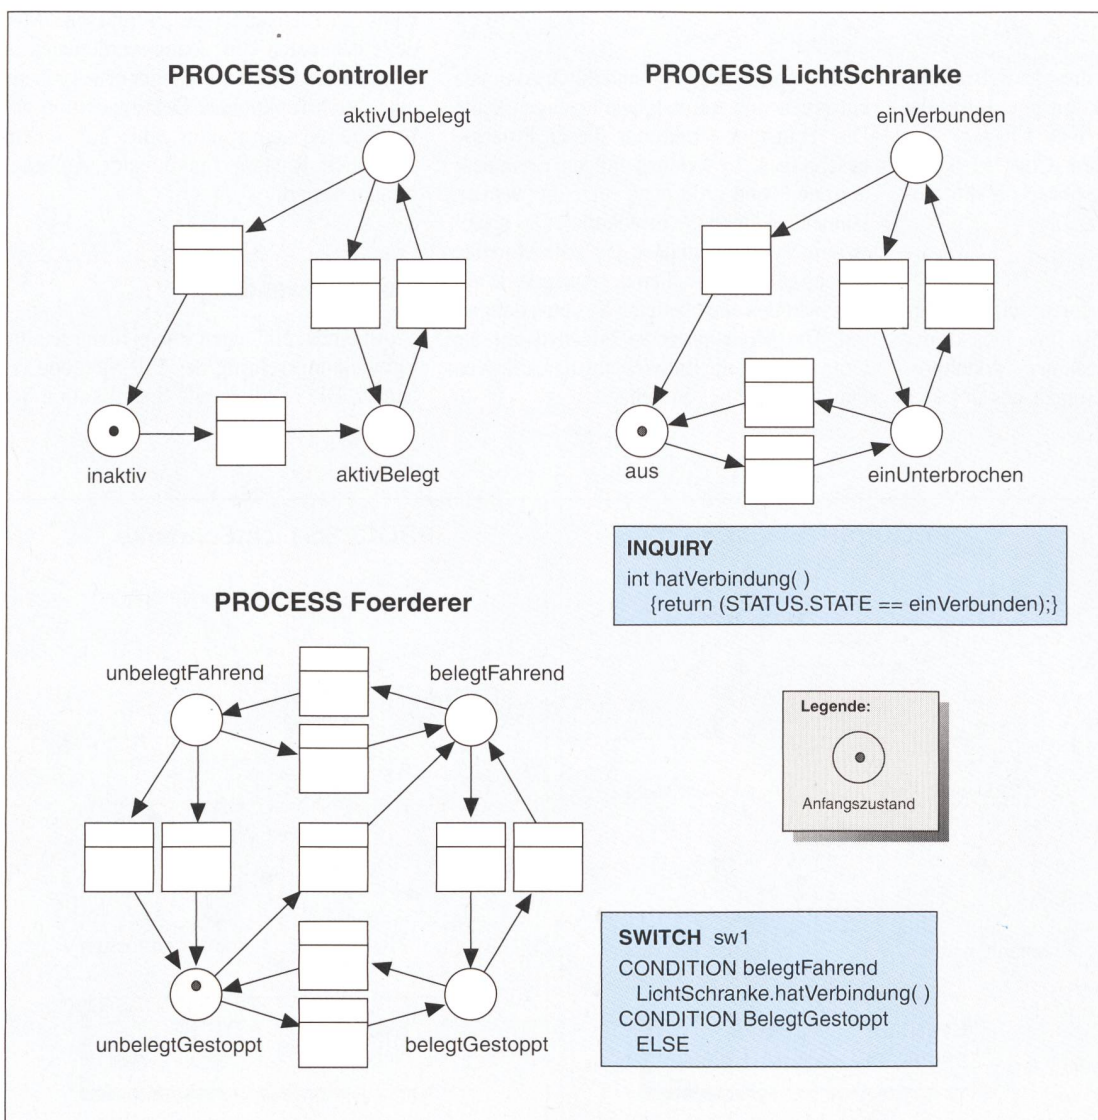 PROCESS Controller
aktivUnbelegt
inaktiv
aktivBelegt
PROCESS LichtSchranke
einVerbunden
aus
einUnterbrochen
INQUIRY
int hatVerbindung( )
{return (STATUS.STATE == einVerbunden);}
PROCESS Foerderer
unbelegtFahrend
belegtFahrend
unbelegtGestoppt
belegtGestoppt
Legende:
Anfangszustand
SWITCH sw1
CONDITION belegtFahrend
LichtSchranke.hatVerbindung( )
CONDITION BelegtGestoppt
ELSE